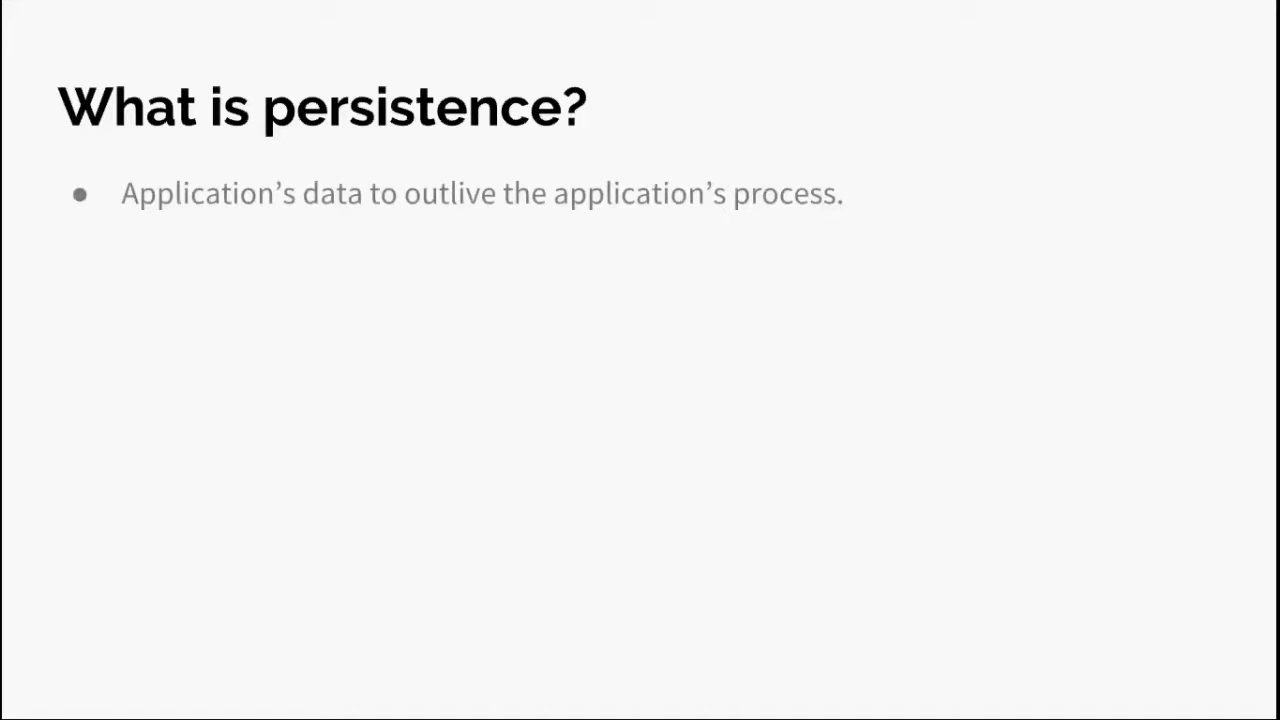 What is persistence?
● Application’s data to outlive the application’s process.